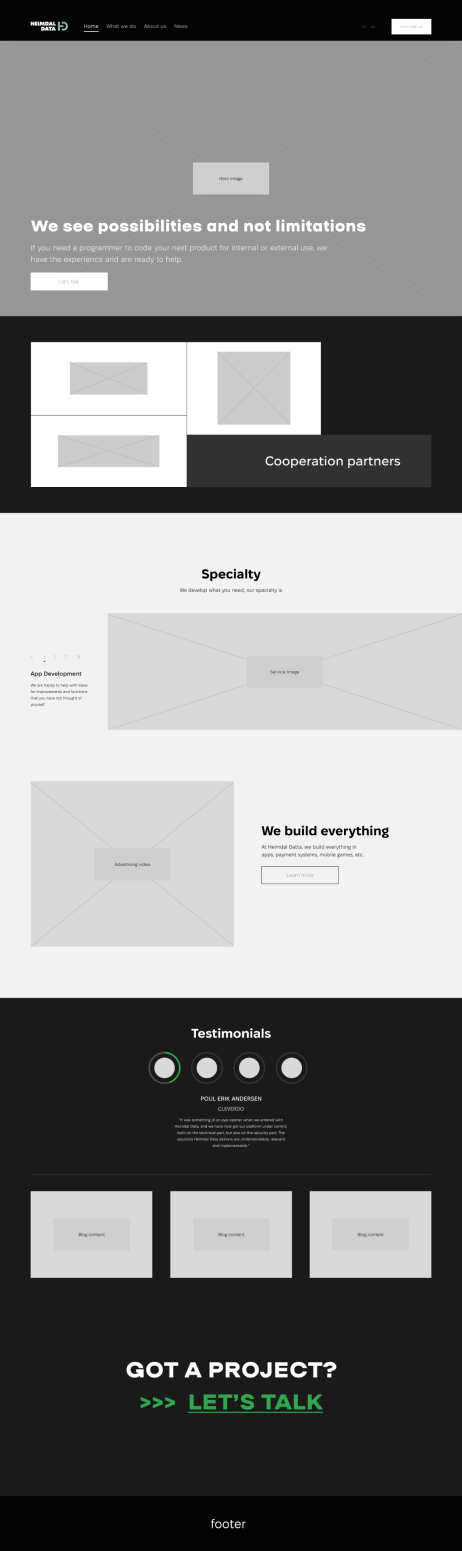 HEIMDAL
DATA
Home What we do About us News
Hero image
We see possibilities and not limitations
If you need a programmer to code your next product for internal or external use, we
have the experience and are ready to help.
Let's talk
Cooperation partners
Specialty
We develop what you need, our specialty is
< 1 2 3 >
App Development
We are happy to help with ideas
for improvements and functions
that you have not thought of
yourself
Service image
Advertising video
We build everything
At Heimdal Datta, we build everything in
apps, payment systems, mobile games, etc.
Learn more
Testimonials
POUL ERIK ANDERSEN
CLEVERDO
"It was something of an eye-opener when we entered with
Heimdal Data, and we have now got our platform under control,
both on the technical part, but also on the security part. The
solutions Heimdal Data delivers are understandable, relevant
and implementable."
Blog content
Blog content
Blog content
GOT A PROJECT?
>>> LET'S TALK
footer